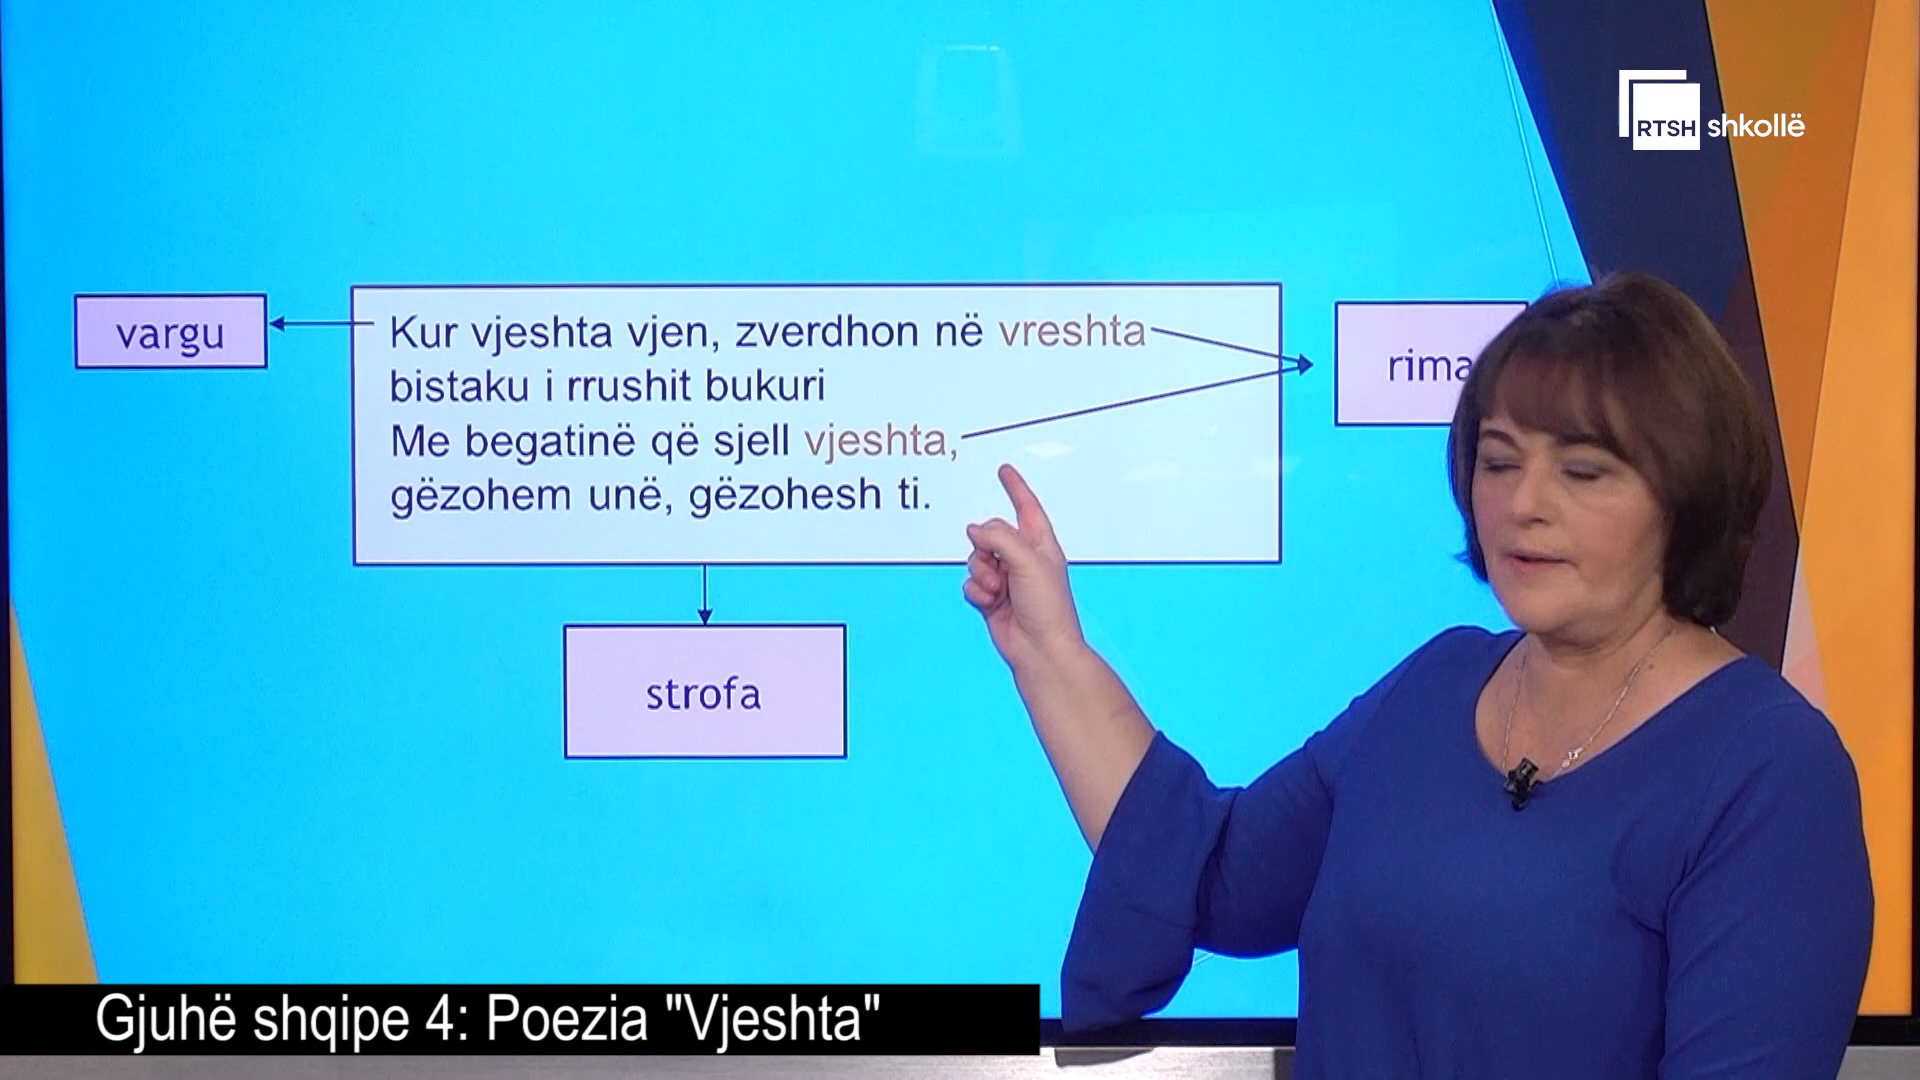 RTSH shkollë
vargu
Kur vjeshta vjen, zverdhon në vreshta
bistaku i rrushit bukuri
Me begatinë që sjell vjeshta,
gëzohem unë, gëzohesh ti.
rima
strofa
Gjuhë shqipe 4: Poezia "Vjeshta"